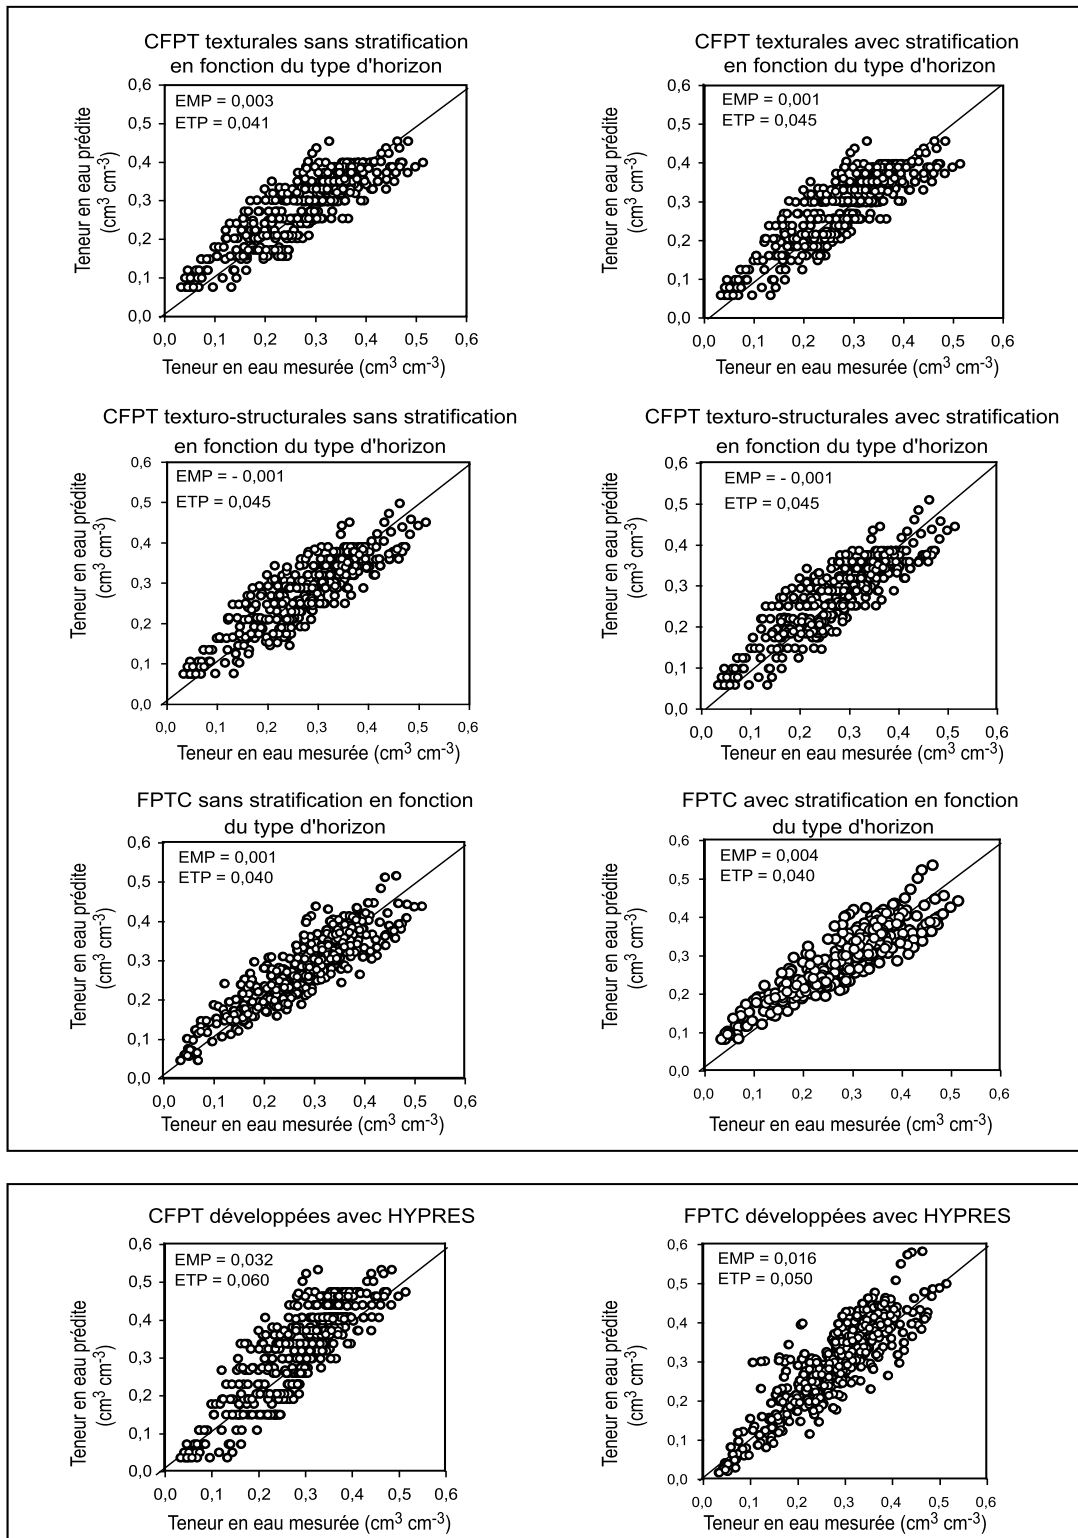 CFPT texturales sans stratification
en fonction du type d'horizon
EMP = 0,003
ETP = 0,041
0,6
0,5
0,4
0,3
0,2
0,1
0,0
Teneur en eau prédite
(cm³ cm⁻³)
0,0 0,1 0,2 0,3 0,4 0,5 0,6
Teneur en eau mesurée (cm³ cm⁻³)
CFPT texturales avec stratification
en fonction du type d'horizon
EMP = 0,001
ETP = 0,045
0,6
0,5
0,4
0,3
0,2
0,1
0,0
Teneur en eau prédite
(cm³ cm⁻³)
0,0 0,1 0,2 0,3 0,4 0,5 0,6
Teneur en eau mesurée (cm³ cm⁻³)
CFPT texturo-structurales sans stratification
en fonction du type d'horizon
EMP = - 0,001
ETP = 0,045
0,6
0,5
0,4
0,3
0,2
0,1
0,0
Teneur en eau prédite
(cm³ cm⁻³)
0,0 0,1 0,2 0,3 0,4 0,5 0,6
Teneur en eau mesurée (cm³ cm⁻³)
CFPT texturo-structurales avec stratification
en fonction du type d'horizon
EMP = - 0,001
ETP = 0,045
0,6
0,5
0,4
0,3
0,2
0,1
0,0
Teneur en eau prédite
(cm³ cm⁻³)
0,0 0,1 0,2 0,3 0,4 0,5 0,6
Teneur en eau mesurée (cm³ cm⁻³)
FPTC sans stratification en fonction
du type d'horizon
EMP = 0,001
ETP = 0,040
0,6
0,5
0,4
0,3
0,2
0,1
0,0
Teneur en eau prédite
(cm³ cm⁻³)
0,0 0,1 0,2 0,3 0,4 0,5 0,6
Teneur en eau mesurée (cm³ cm⁻³)
FPTC avec stratification en fonction
du type d'horizon
EMP = 0,004
ETP = 0,040
0,6
0,5
0,4
0,3
0,2
0,1
0,0
Teneur en eau prédite
(cm³ cm⁻³)
0,0 0,1 0,2 0,3 0,4 0,5 0,6
Teneur en eau mesurée (cm³ cm⁻³)
CFPT développées avec HYPRES
EMP = 0,032
ETP = 0,060
0,6
0,5
0,4
0,3
0,2
0,1
0,0
Teneur en eau prédite
(cm³ cm⁻³)
0,0 0,1 0,2 0,3 0,4 0,5 0,6
Teneur en eau mesurée (cm³ cm⁻³)
FPTC développées avec HYPRES
EMP = 0,016
ETP = 0,050
0,6
0,5
0,4
0,3
0,2
0,1
0,0
Teneur en eau prédite
(cm³ cm⁻³)
0,0 0,1 0,2 0,3 0,4 0,5 0,6
Teneur en eau mesurée (cm³ cm⁻³)